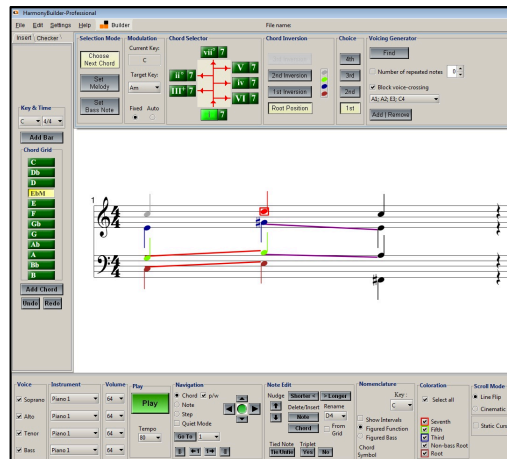 HarmonyBuilder-Professional
File Edit Settings Help Builder File name:
Insert Checker
Selection Mode
Choose
Next Chord
Set
Melody
Set
Bass Note
Modulation
Current Key:
C
Target Key:
Am
Fixed Auto
Chord Selector
vii° 7
ii° 7
V 7
III+ 7
iv 7
VI 7
i 7
Chord Inversion
2nd Inversion
1st Inversion
Root Position
Choice
4th
3rd
2nd
1st
Voicing Generator
Find
Number of repeated notes 0
Block voice-crossing
A1; A2; E3; C4
Add | Remove
Key & Time
C 4/4
Add Bar
Chord Grid
C
Db
D
EbM
E
F
Gb
G
Ab
A
Bb
B
Add Chord
Undo Redo
1
4
4
4
4
Voice
Soprano
Alto
Tenor
Bass
Instrument
Piano 1
Piano 1
Piano 1
Piano 1
Volume
64
64
64
64
Play
Play
Tempo
80
Navigation
Chord p/w
Note
Step
Quiet Mode
Go To 1
Note Edit
Nudge Shorter < > Longer
Delete/Insert Rename
Note D4
Chord From
Grid
Tied Note Triplet
Tie/Untie Yes No
Nomenclature
Key:
C
Show Intervals
Figured Function
Figured Bass
Chord
Symbol
Coloration
Select all
Seventh
Fifth
Third
Non-bass Root
Root
Scroll Mode
Line Flip
Cinematic
Static Curs